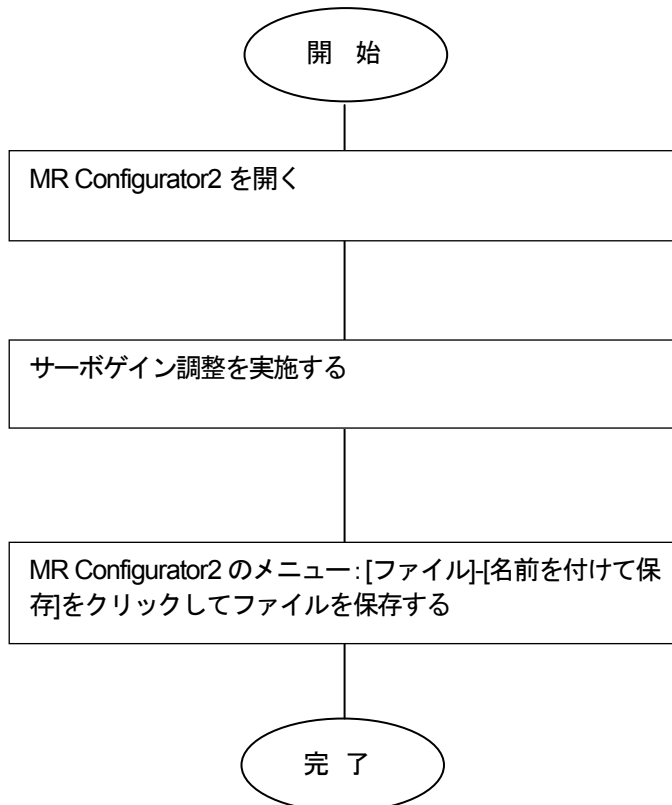 開 始
MR Configurator2 を開く
サーボゲイン調整を実施する
MR Configurator2 のメニュー：[ファイル]-[名前を付けて保
存]をクリックしてファイルを保存する
完 了